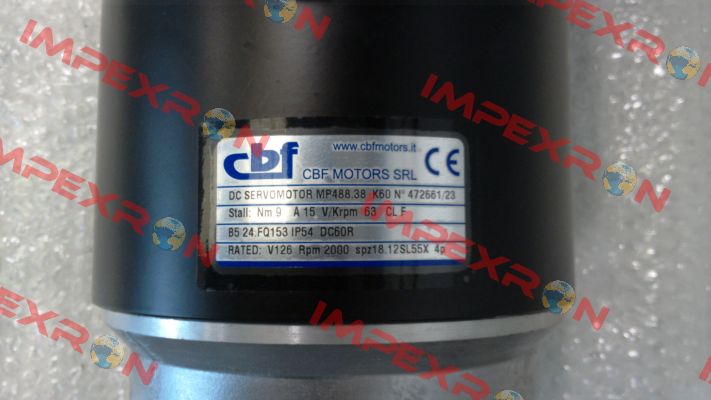 IMPEXRON
IMPEXRON
IMPEXRON
IMPEXRON
cbf
www.cbfmotors.it
CBF MOTORS SRL
CE
DC SERVOMOTOR MP488.38 K60 N° 472661/23
Stall: Nm 9 A 15 V/Krpm 63 CL F
B5 24.FQ153 IP54 DC60R
RATED: V126 Rpm 2000 spz18.12SL55X 4p